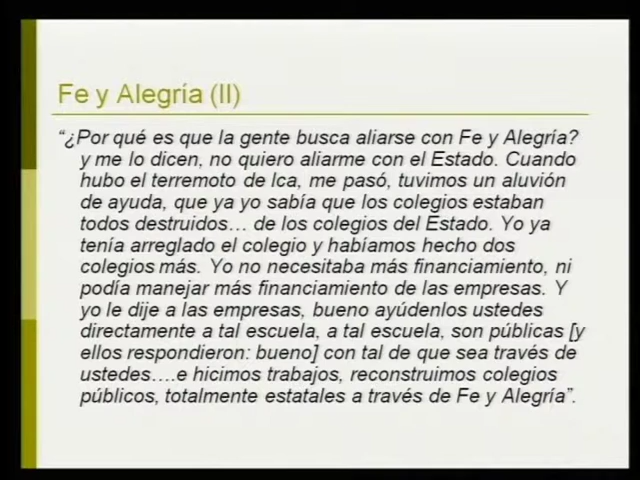 Fe y Alegría (II)
“¿Por qué es que la gente busca aliarse con Fe y Alegría?
y me lo dicen, no quiero aliarme con el Estado. Cuando
hubo el terremoto de Ica, me pasó, tuvimos un aluvión
de ayuda, que ya yo sabía que los colegios estaban
todos destruidos… de los colegios del Estado. Yo ya
tenía arreglado el colegio y habíamos hecho dos
colegios más. Yo no necesitaba más financiamiento, ni
podía manejar más financiamiento de las empresas. Y
yo le dije a las empresas, bueno ayúdenlos ustedes
directamente a tal escuela, a tal escuela, son públicas [y
ellos respondieron: bueno] con tal de que sea través de
ustedes….e hicimos trabajos, reconstruimos colegios
públicos, totalmente estatales a través de Fe y Alegría”.